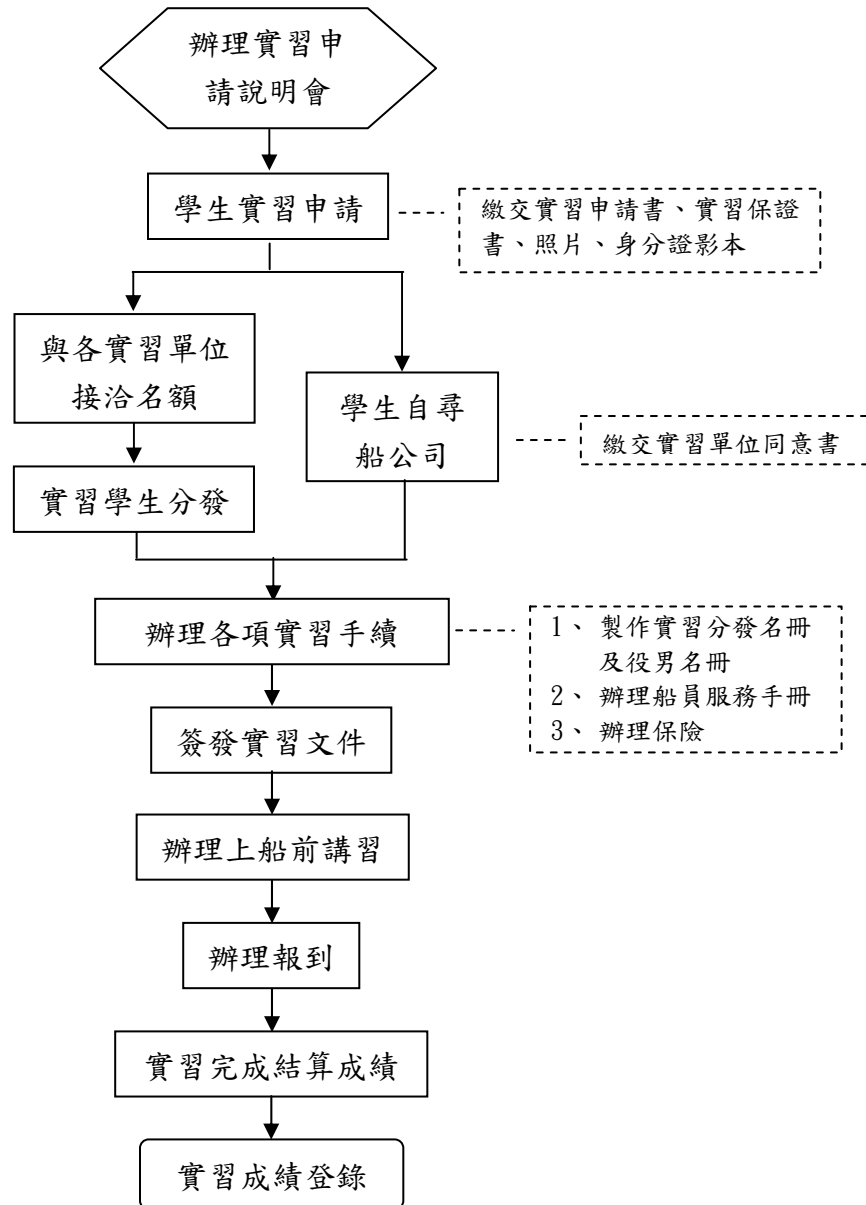 辦理實習申
請說明會
學生實習申請
繳交實習申請書、實習保證
書、照片、身分證影本
與各實習單位
接洽名額
學生自尋
船公司
繳交實習單位同意書
實習學生分發
辦理各項實習手續
1、 製作實習分發名冊
及役男名冊
2、 辦理船員服務手冊
3、 辦理保險
簽發實習文件
辦理上船前講習
辦理報到
實習完成結算成績
實習成績登錄